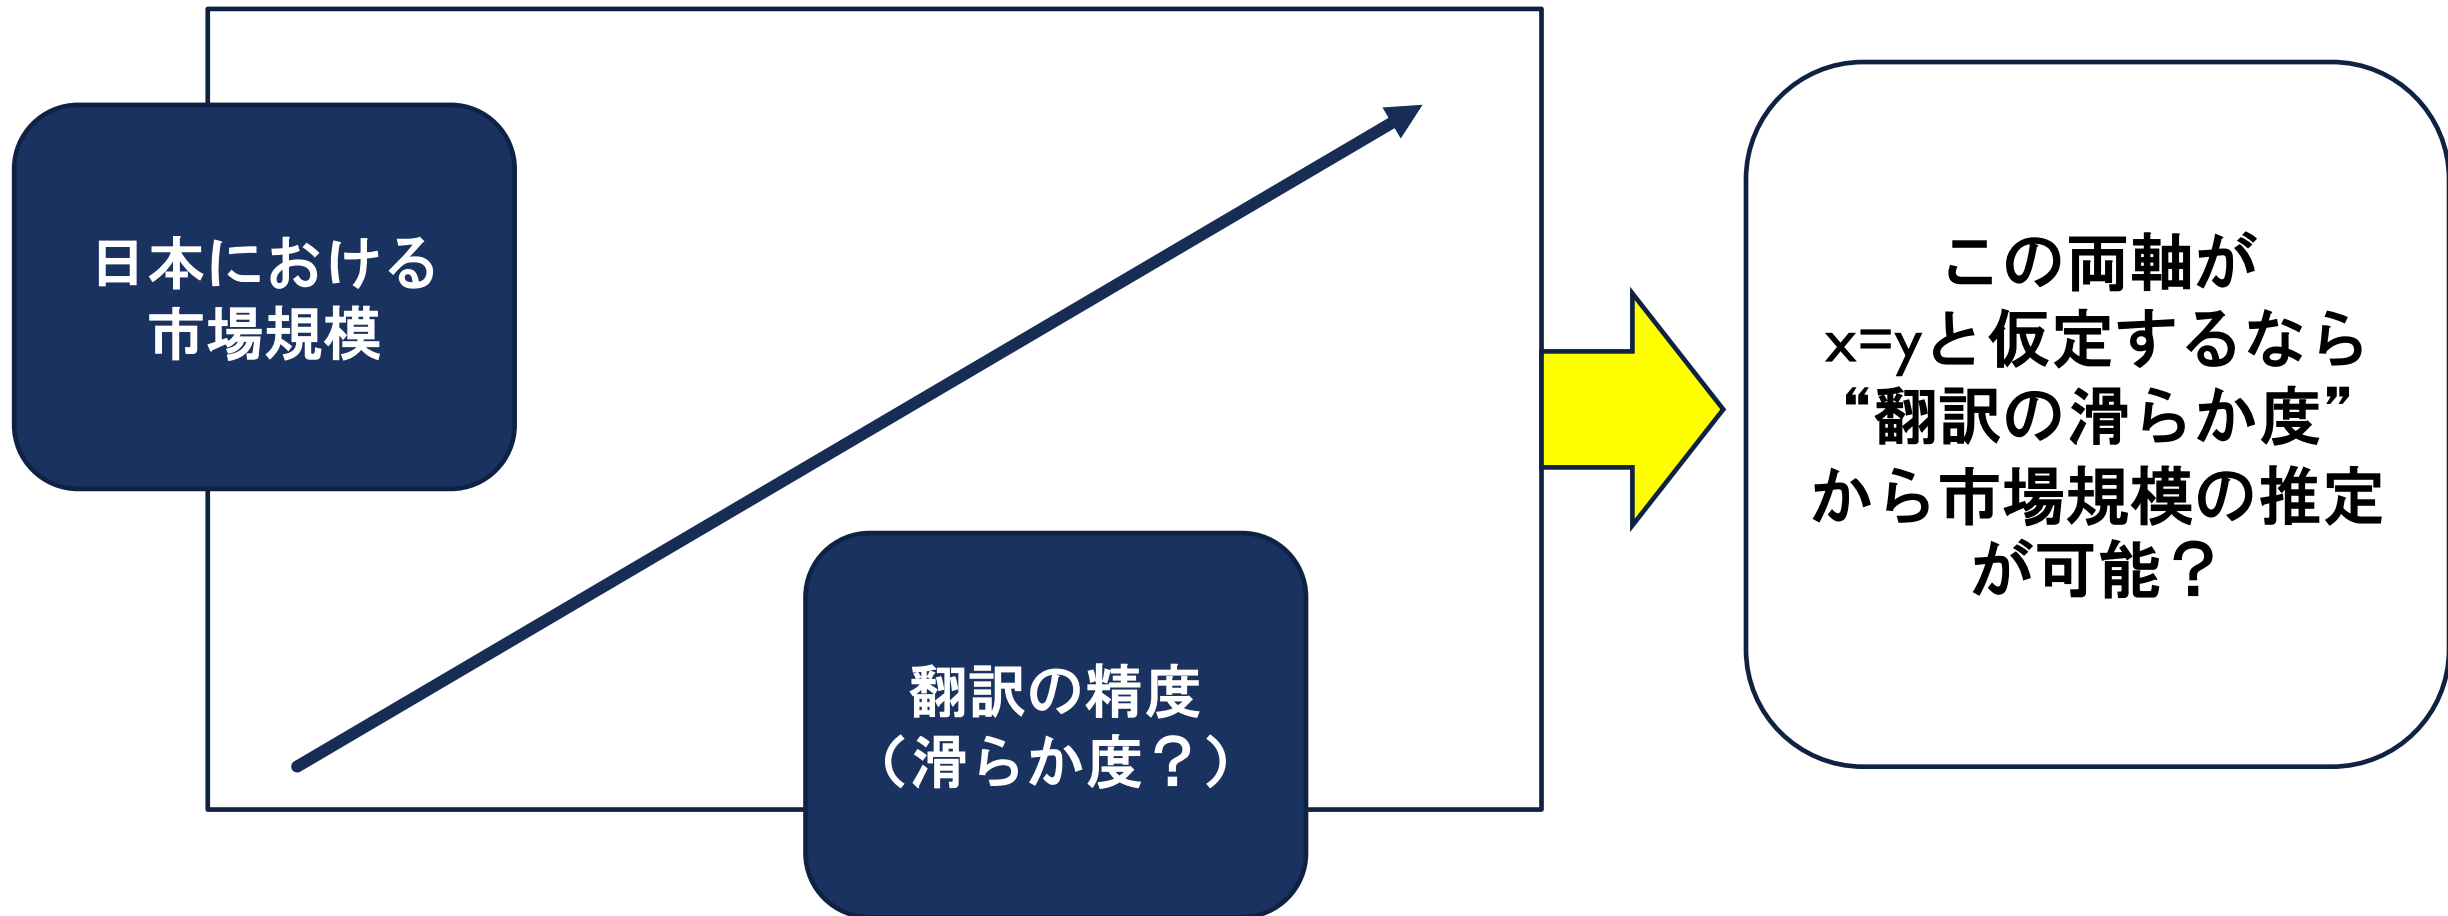 日本における
市場規模
翻訳の精度
（滑らか度？）
この両軸が
x=yと仮定するなら
“翻訳の滑らか度”
から市場規模の推定
が可能？